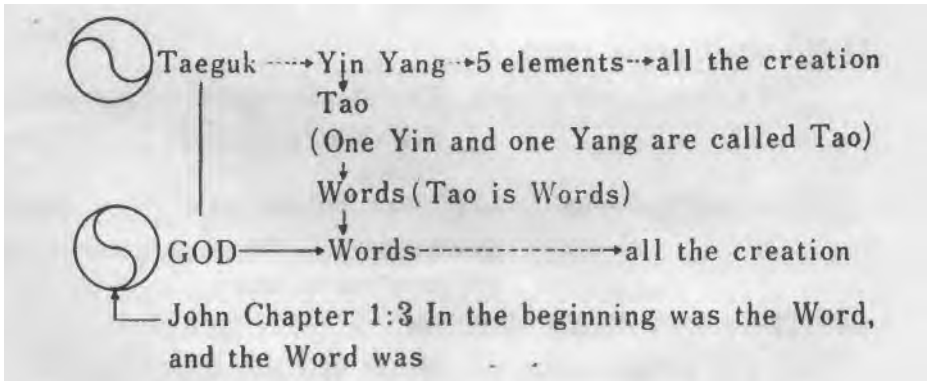 Taeguk Yin Yang 5 elements all the creation
Tao
(One Yin and one Yang are called Tao)
Words (Tao is Words)
GOD Words all the creation
John Chapter 1:3 In the beginning was the Word,
and the Word was